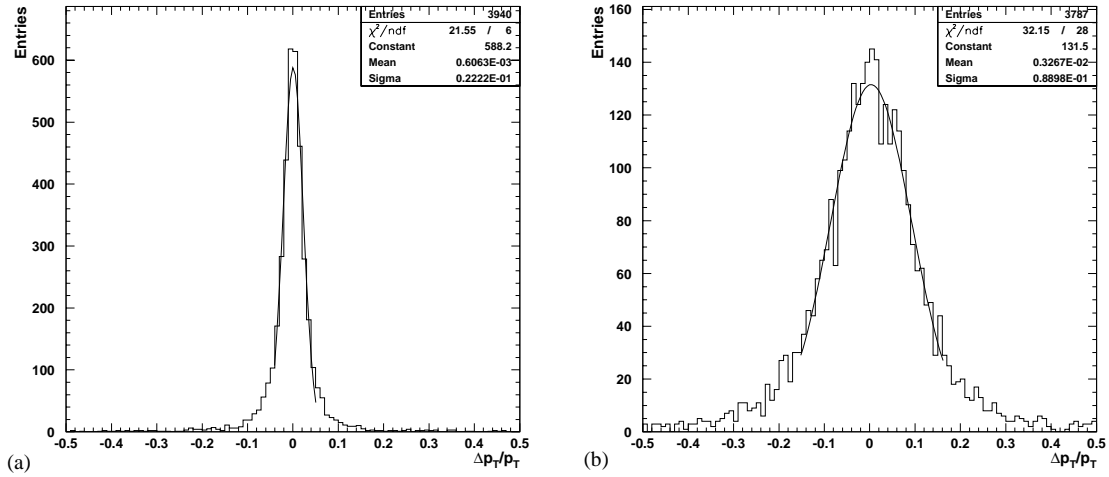 Entries 3940
χ²/ndf 21.55 / 6
Constant 588.2
Mean 0.6063E-03
Sigma 0.2222E-01
Entries
600
500
400
300
200
100
0
-0.5 -0.4 -0.3 -0.2 -0.1 0 0.1 0.2 0.3 0.4 0.5
Δp_T/p_T
(a)
Entries 3787
χ²/ndf 32.15 / 28
Constant 131.5
Mean 0.3267E-02
Sigma 0.8898E-01
Entries
160
140
120
100
80
60
40
20
0
-0.5 -0.4 -0.3 -0.2 -0.1 0 0.1 0.2 0.3 0.4 0.5
Δp_T/p_T
(b)